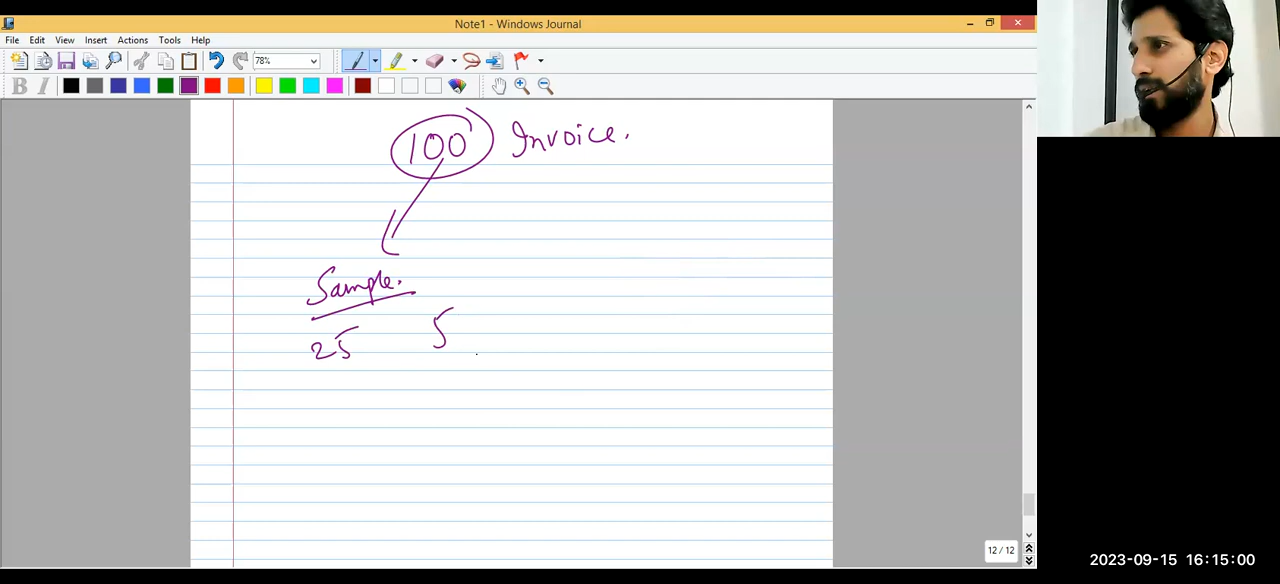 Note1 - Windows Journal
File Edit View Insert Actions Tools Help
78%
B I
100 Invoice.
Sample.
25 5
12 / 12
2023-09-15 16:15:00